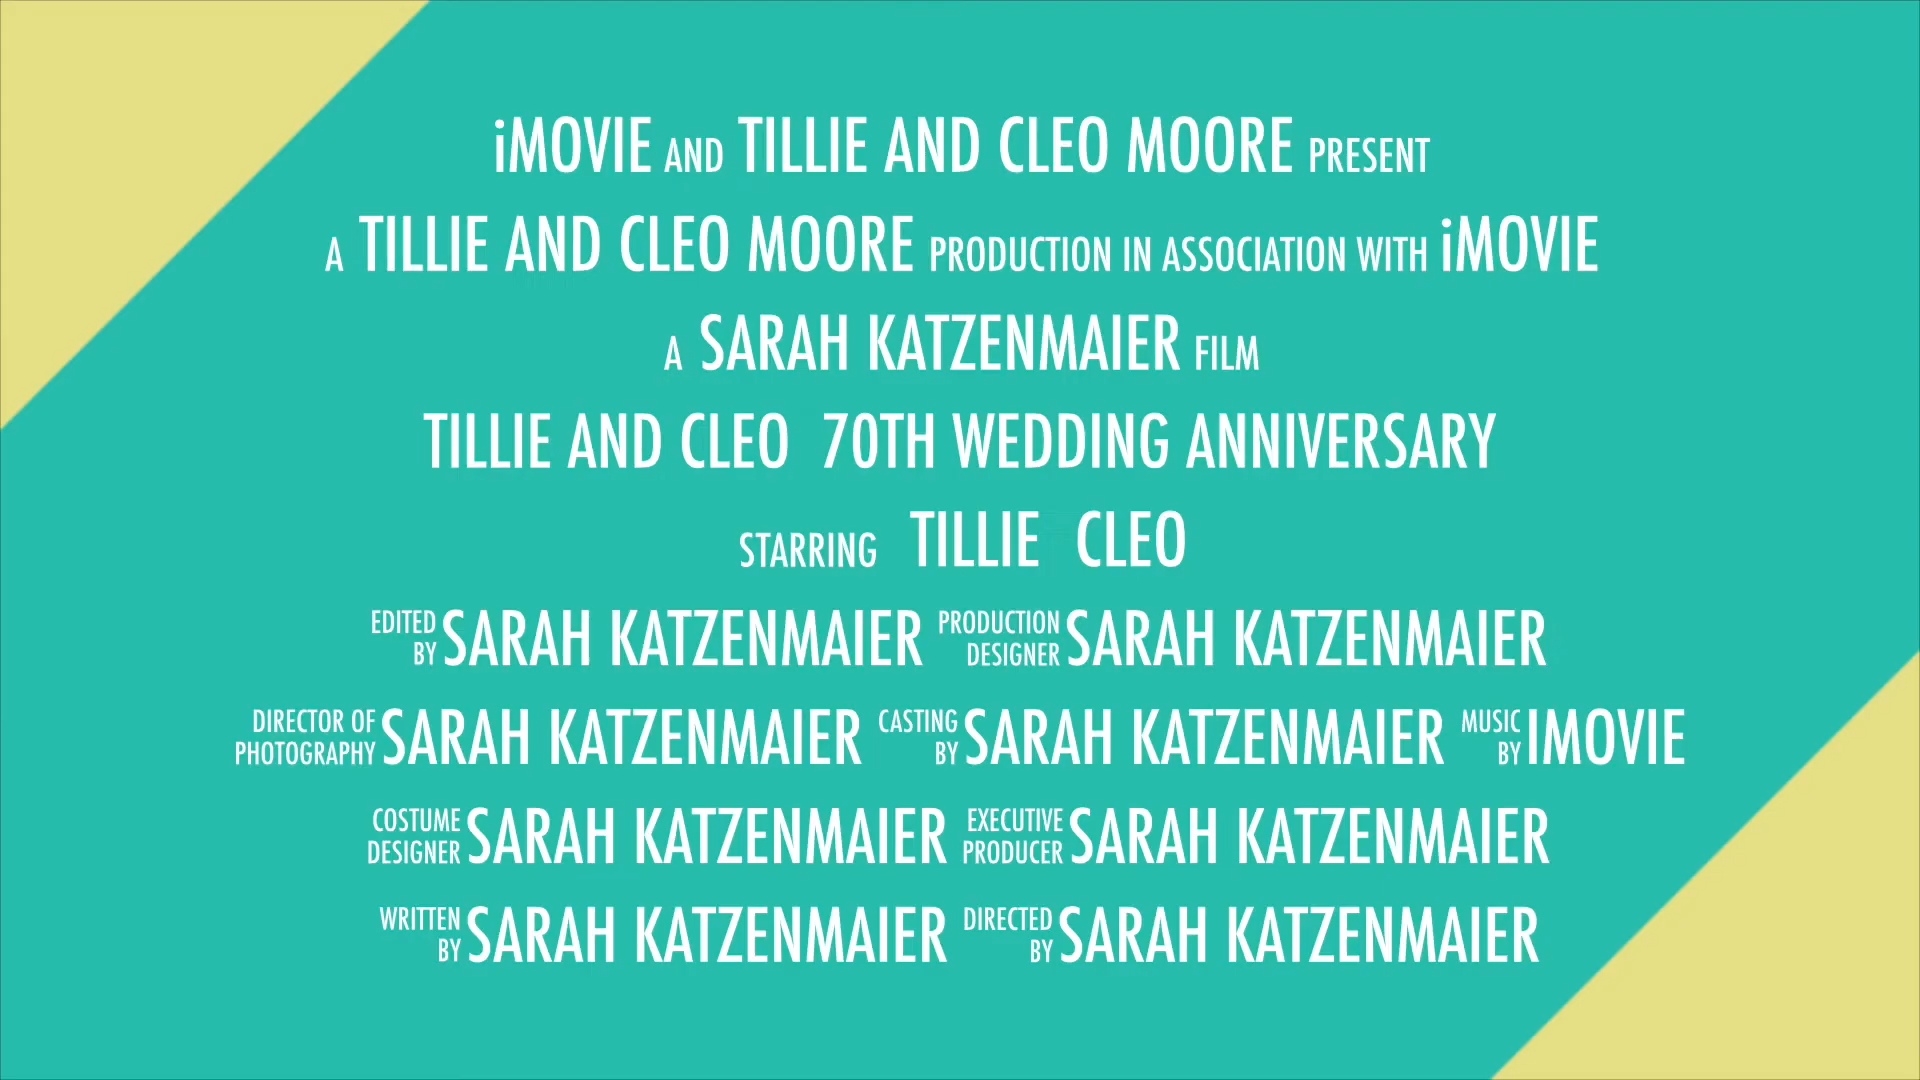 iMOVIE AND TILLIE AND CLEO MOORE PRESENT
A TILLIE AND CLEO MOORE PRODUCTION IN ASSOCIATION WITH iMOVIE
A SARAH KATZENMAIER FILM
TILLIE AND CLEO 70TH WEDDING ANNIVERSARY
STARRING TILLIE CLEO
EDITED BY SARAH KATZENMAIER PRODUCTION DESIGNER SARAH KATZENMAIER
DIRECTOR OF PHOTOGRAPHY SARAH KATZENMAIER CASTING BY SARAH KATZENMAIER MUSIC BY IMOVIE
COSTUME DESIGNER SARAH KATZENMAIER EXECUTIVE PRODUCER SARAH KATZENMAIER
WRITTEN BY SARAH KATZENMAIER DIRECTED BY SARAH KATZENMAIER